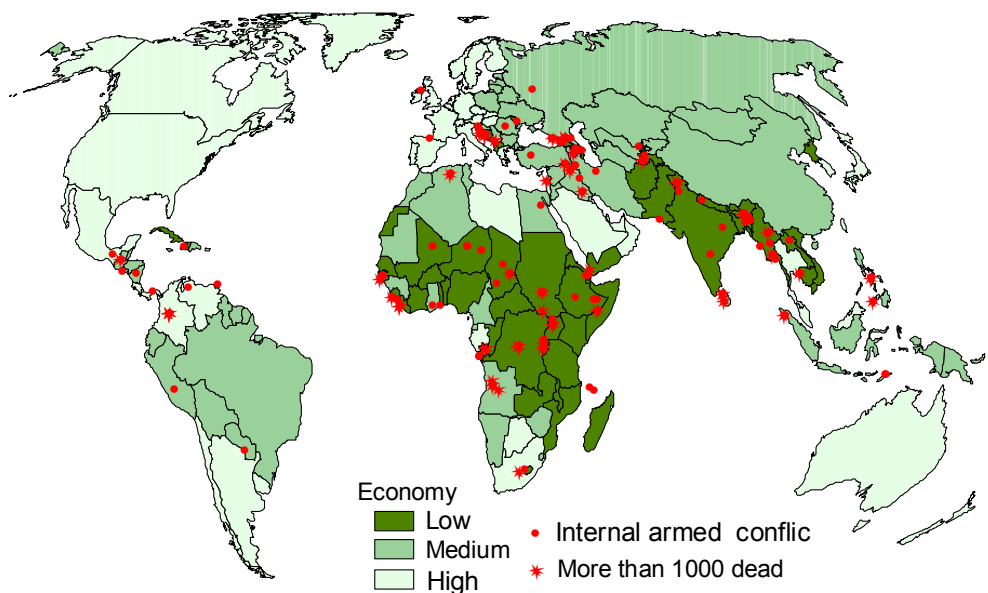 Economy
Low
Medium
High
Internal armed conflic
More than 1000 dead